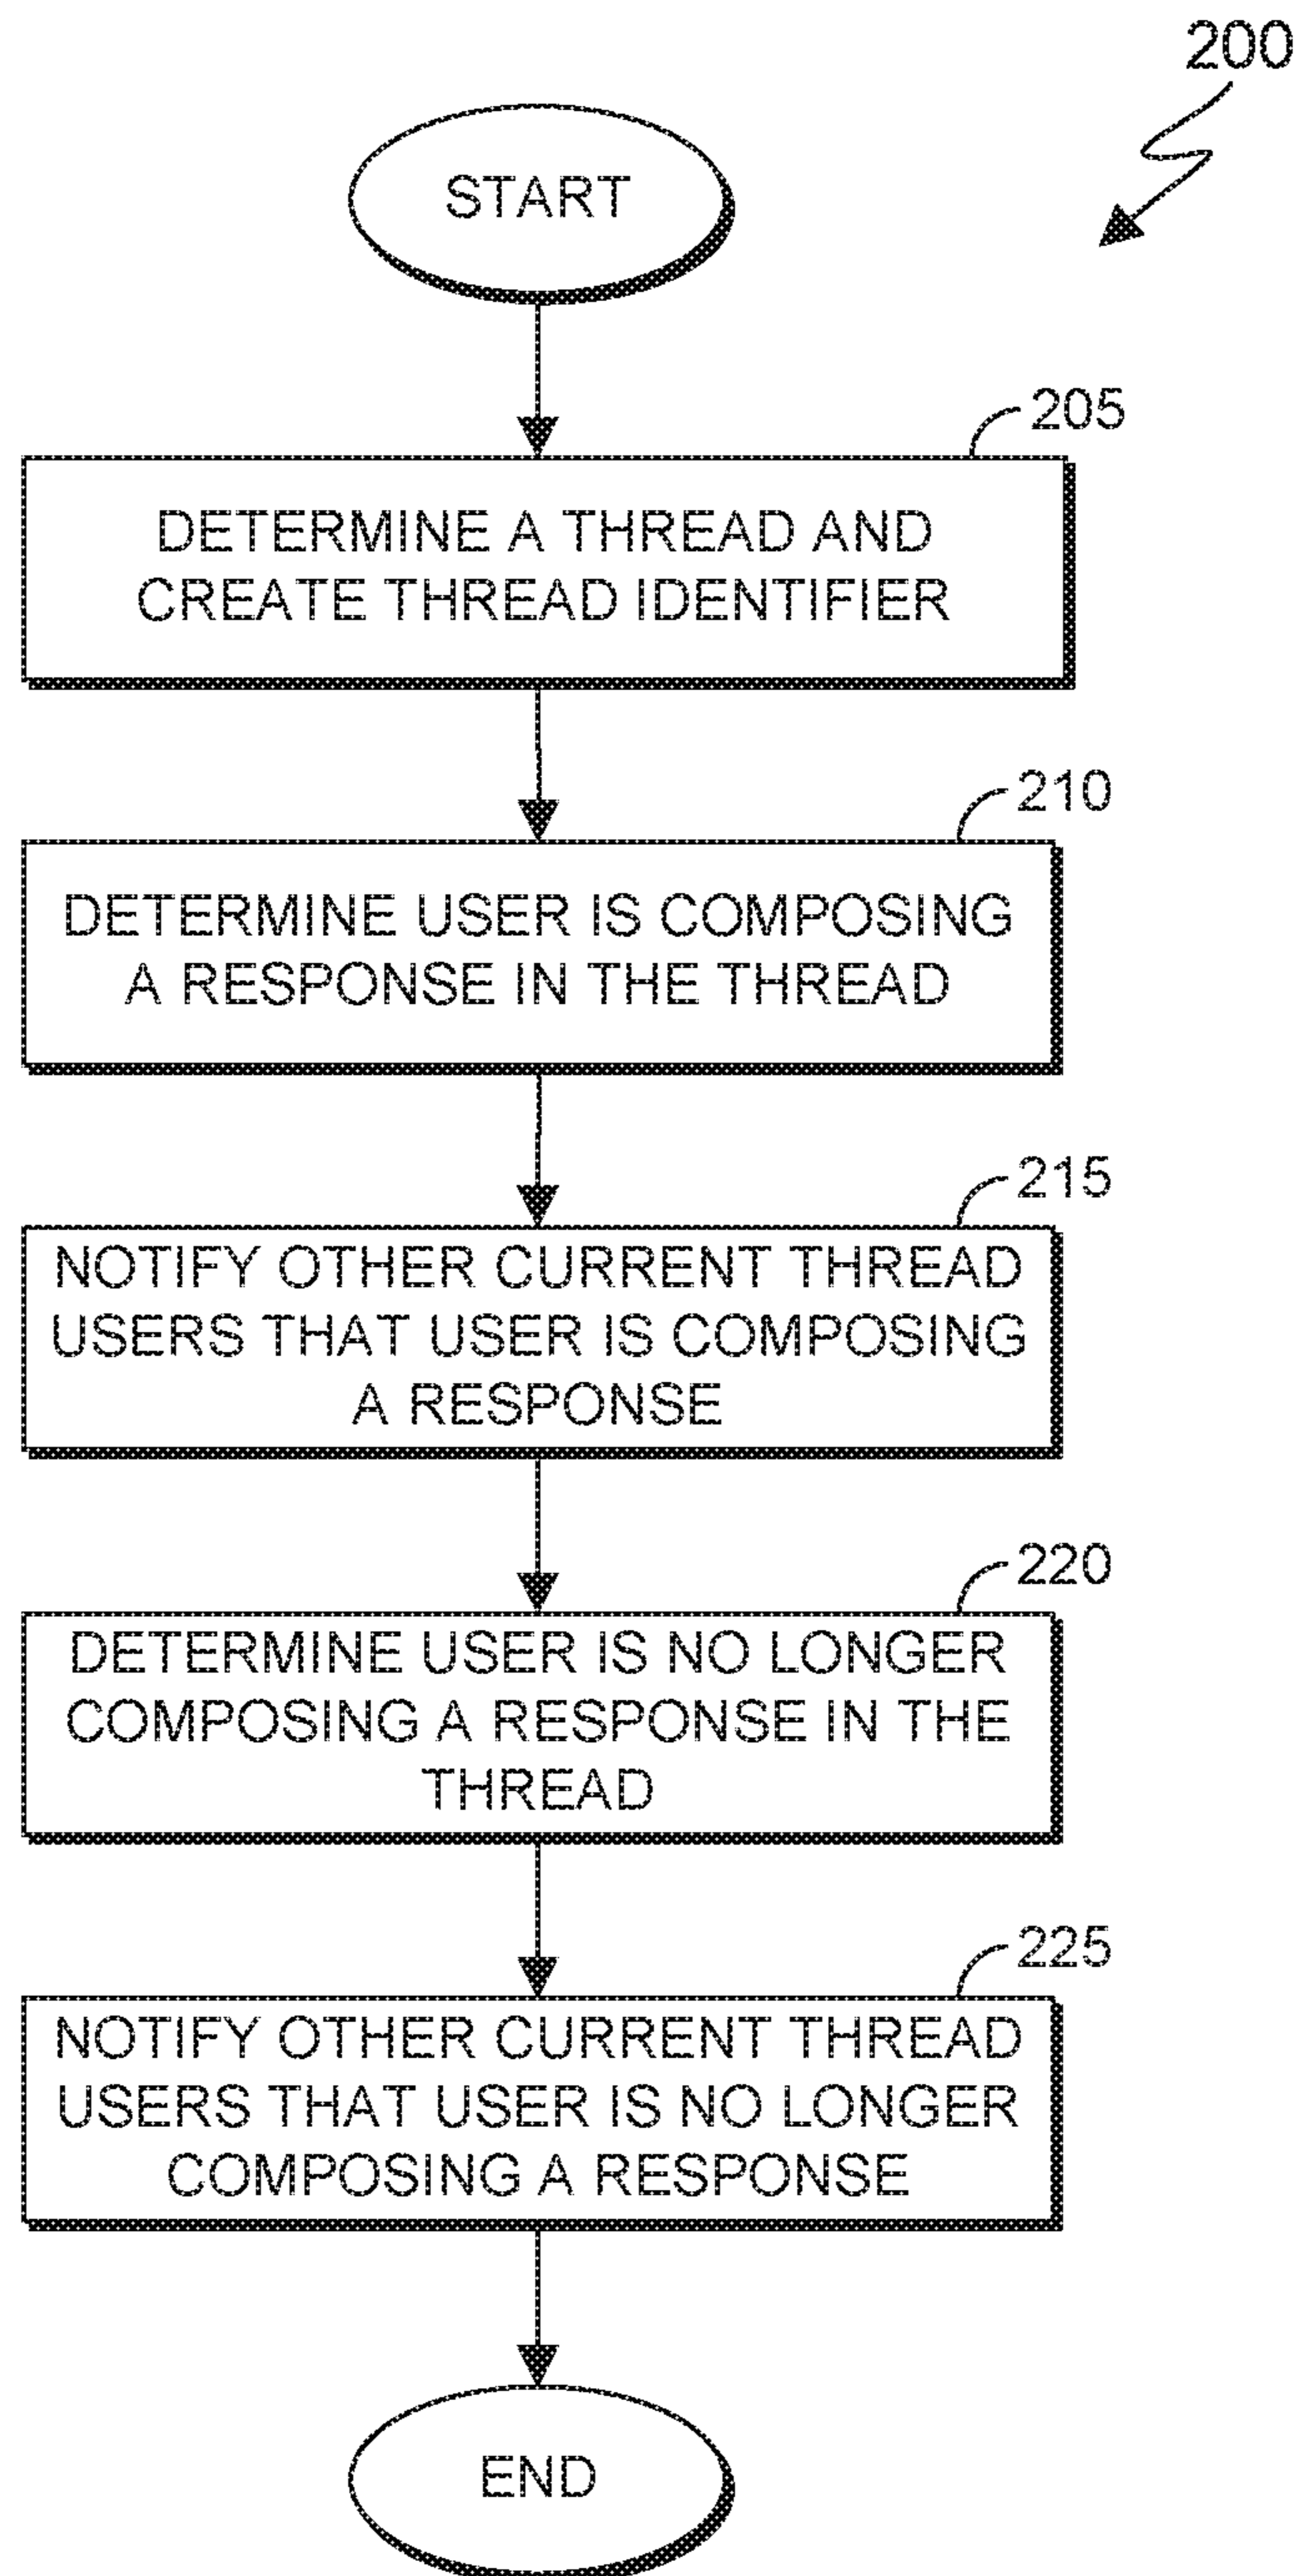 200
START
205
DETERMINE A THREAD AND
CREATE THREAD IDENTIFIER
210
DETERMINE USER IS COMPOSING
A RESPONSE IN THE THREAD
215
NOTIFY OTHER CURRENT THREAD
USERS THAT USER IS COMPOSING
A RESPONSE
220
DETERMINE USER IS NO LONGER
COMPOSING A RESPONSE IN THE
THREAD
225
NOTIFY OTHER CURRENT THREAD
USERS THAT USER IS NO LONGER
COMPOSING A RESPONSE
END